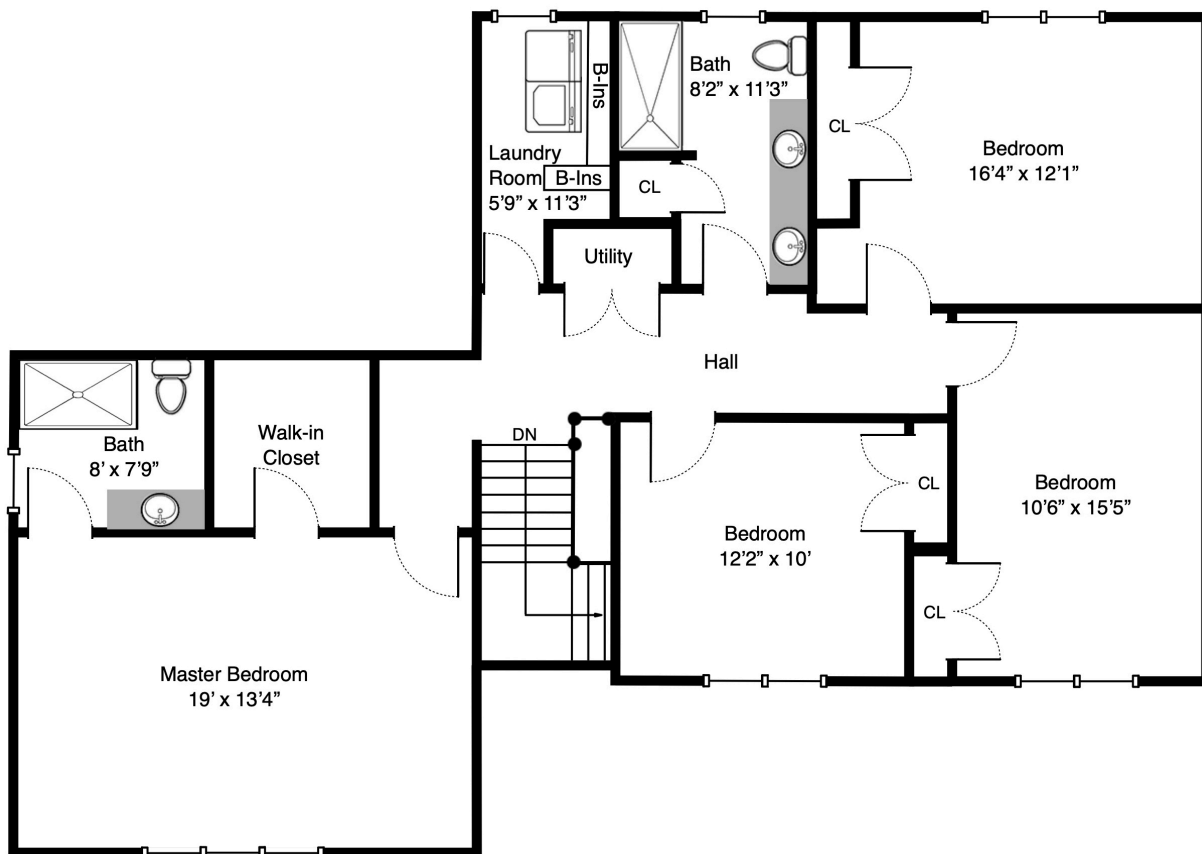 B-Ins
Laundry
Room
5’9” x 11’3”
B-Ins
Bath
8’2” x 11’3”
CL
CL
Bedroom
16’4” x 12’1”
Utility
Hall
Bath
8’ x 7’9”
Walk-in
Closet
DN
Bedroom
12’2” x 10’
CL
Bedroom
10’6” x 15’5”
CL
Master Bedroom
19’ x 13’4”